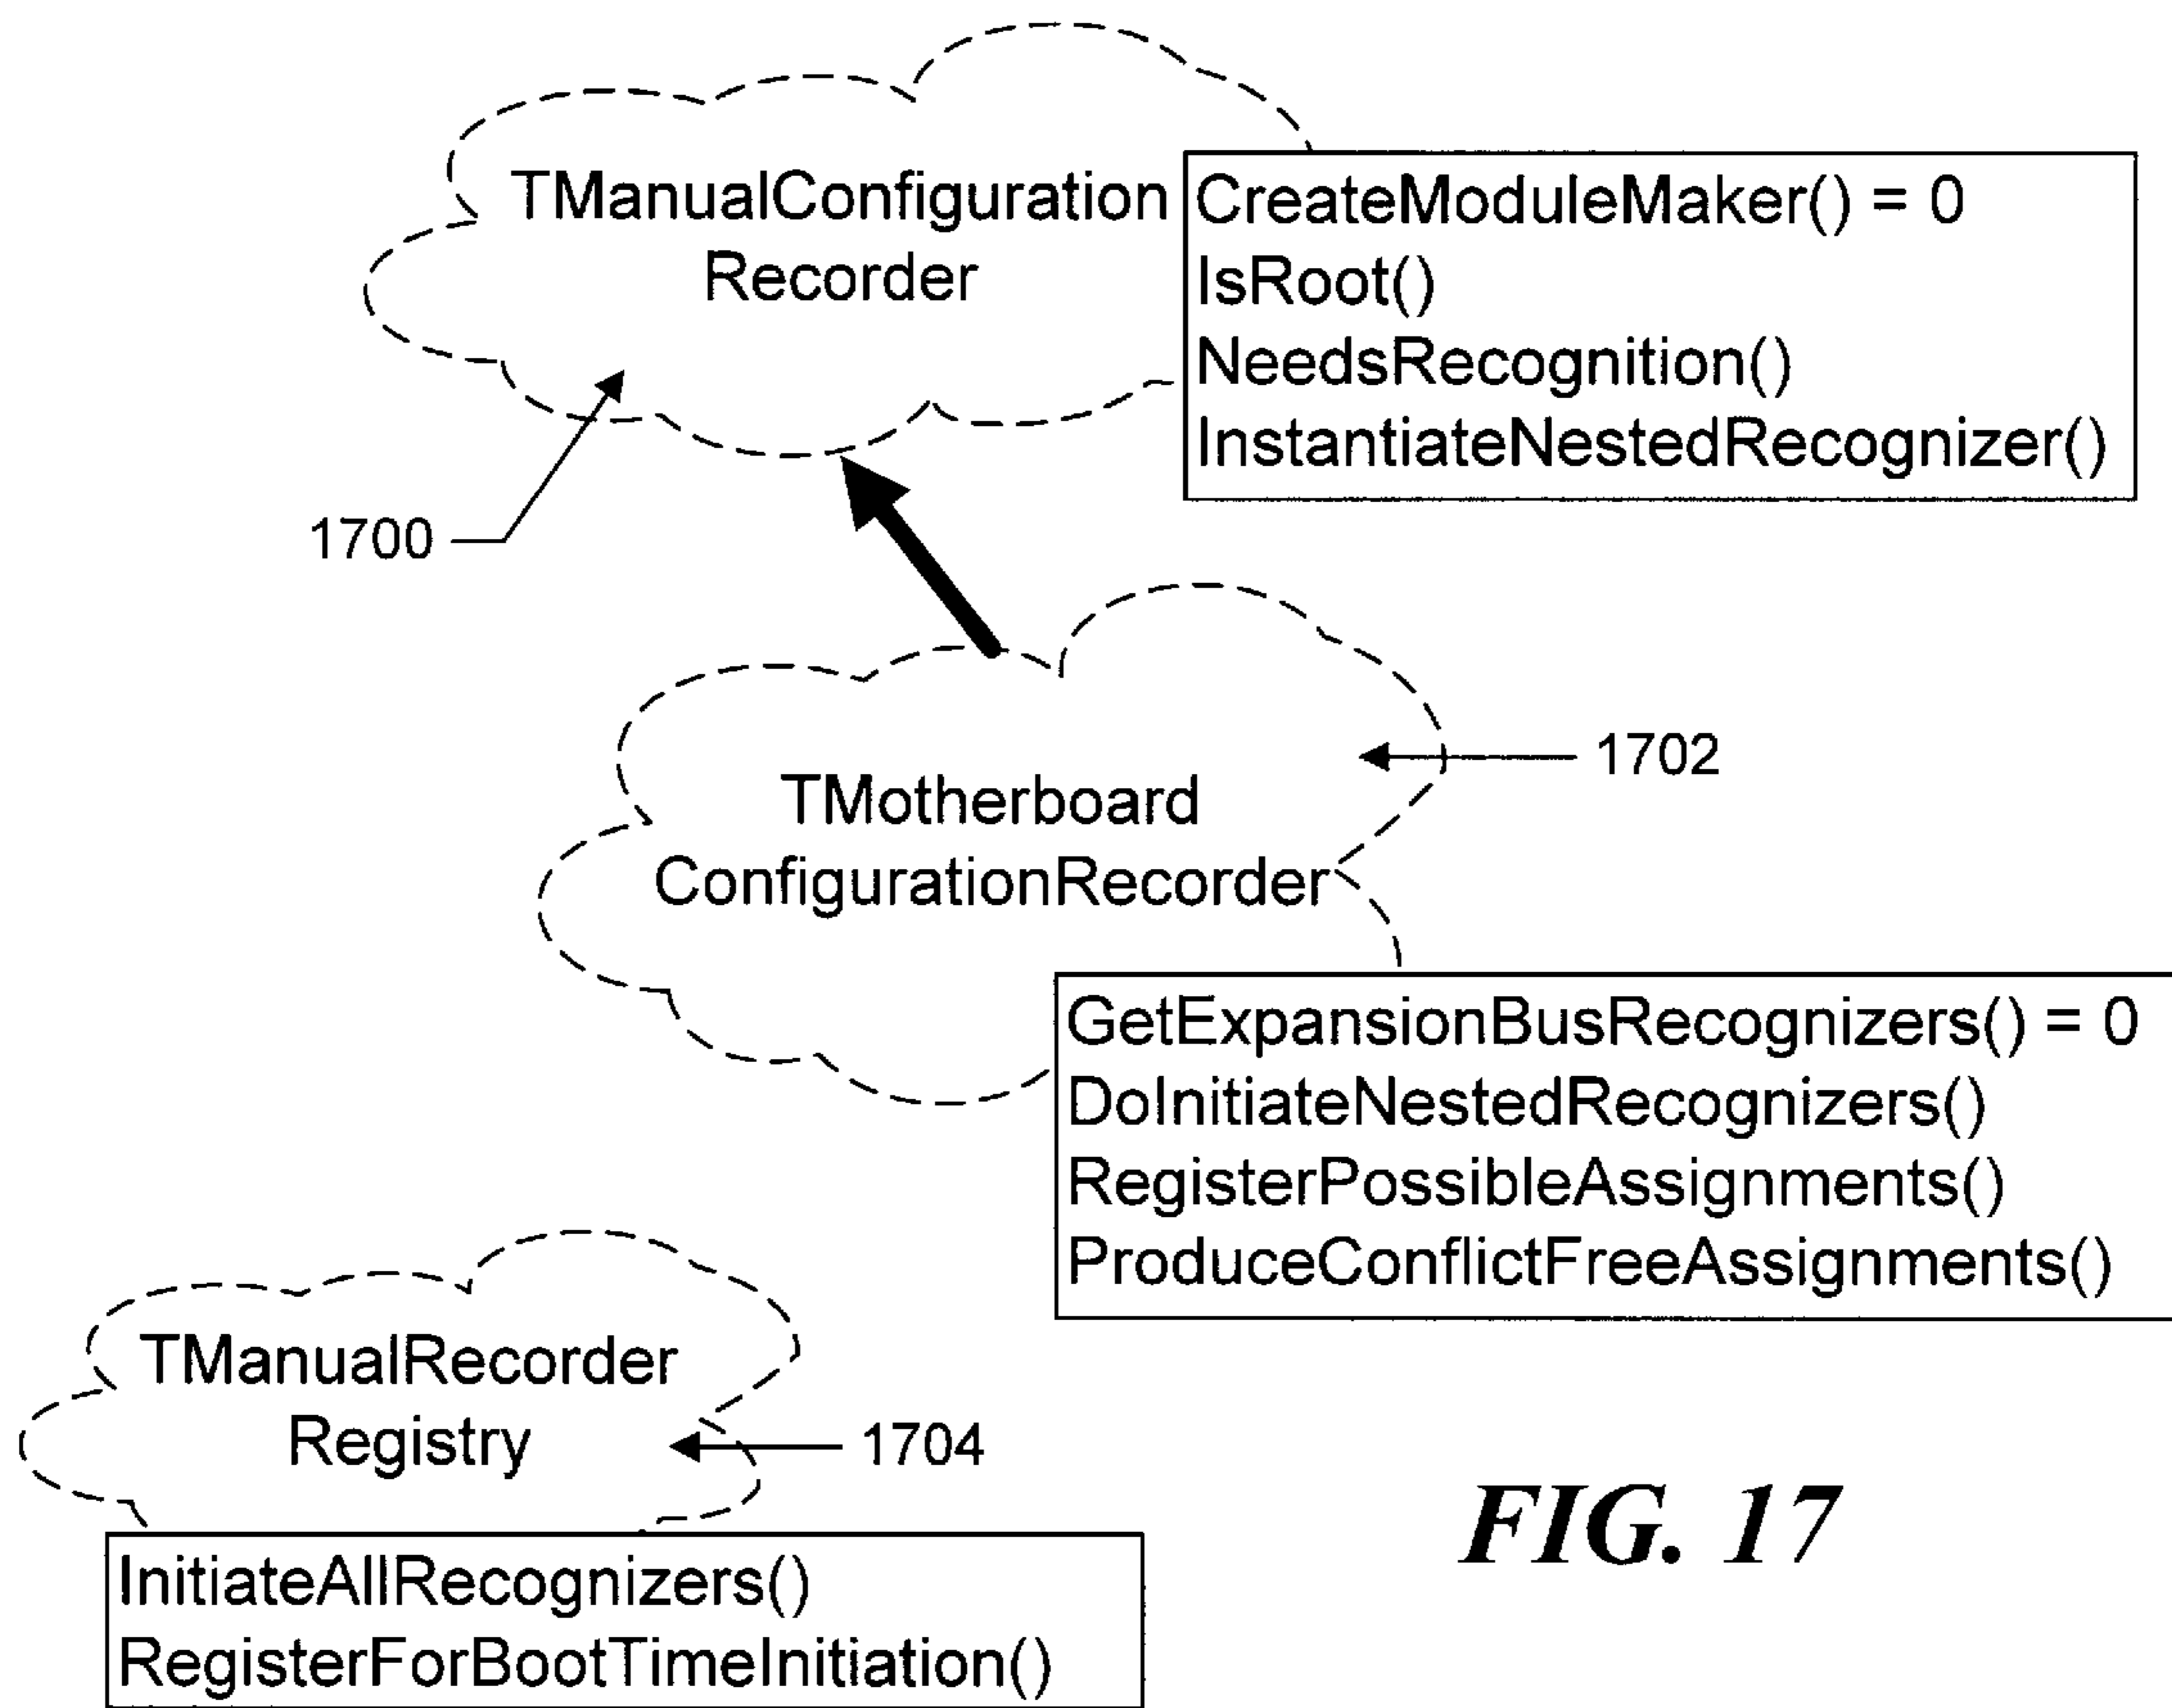 TManualConfiguration
Recorder
CreateModuleMaker() = 0
IsRoot()
NeedsRecognition()
InstantiateNestedRecognizer()
1700
1702
TMotherboard
ConfigurationRecorder
GetExpansionBusRecognizers() = 0
DoInitiateNestedRecognizers()
RegisterPossibleAssignments()
ProduceConflictFreeAssignments()
TManualRecorder
Registry
1704
InitiateAllRecognizers()
RegisterForBootTimeInitiation()
FIG. 17